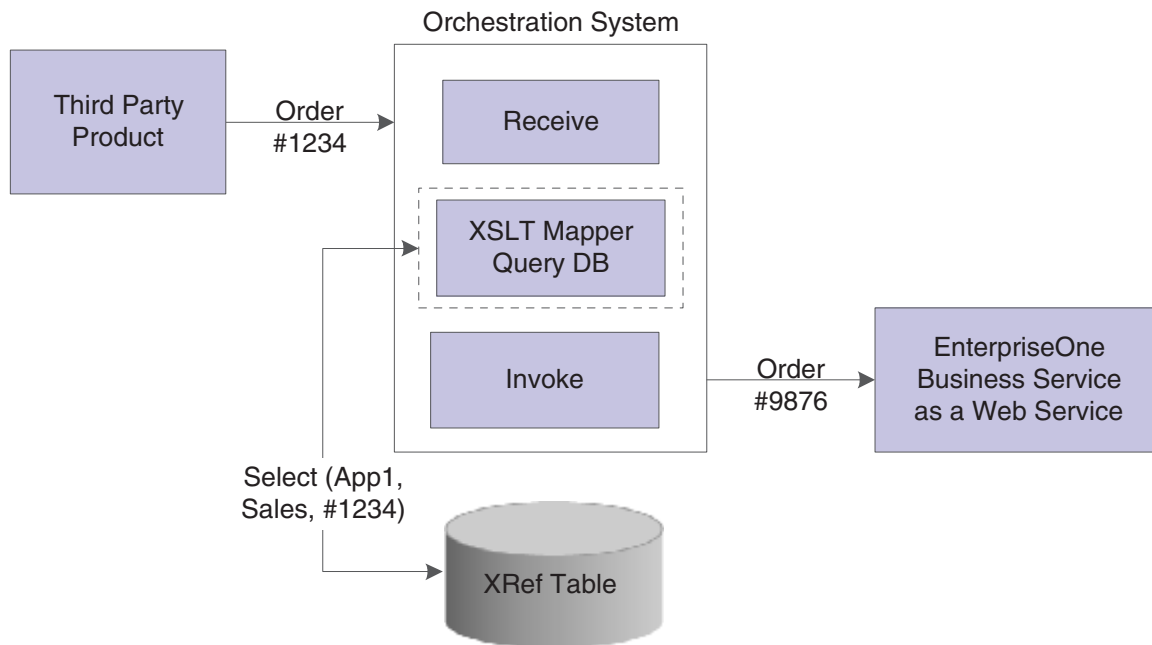 Orchestration System
Third Party
Product
Order
#1234
Receive
XSLT Mapper
Query DB
Invoke
Order
#9876
EnterpriseOne
Business Service
as a Web Service
Select (App1,
Sales, #1234)
XRef Table